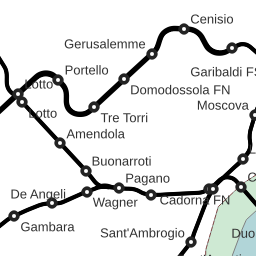 Cenisio
Gerusalemme
Portello
Garibaldi FS
Lotto
Domodossola FN
Moscova
Lotto
Tre Torri
Amendola
Buonarroti
Pagano
De Angeli
Wagner
Cadorna FN
Gambara
Sant'Ambrogio
Duo